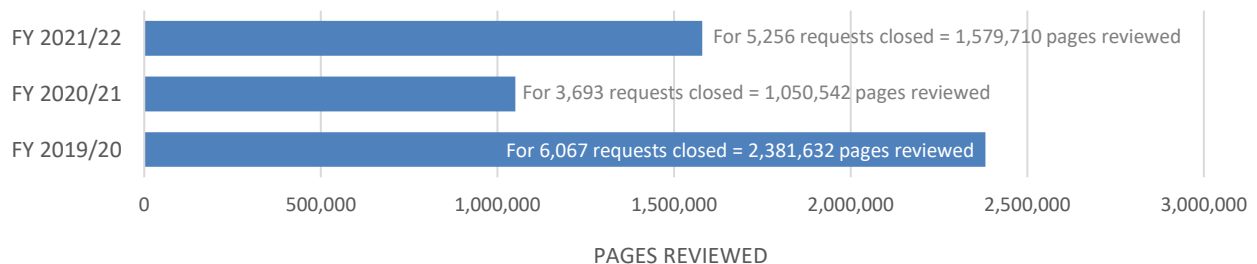 FY 2021/22
For 5,256 requests closed = 1,579,710 pages reviewed
FY 2020/21
For 3,693 requests closed = 1,050,542 pages reviewed
FY 2019/20
For 6,067 requests closed = 2,381,632 pages reviewed
0 500,000 1,000,000 1,500,000 2,000,000 2,500,000 3,000,000
PAGES REVIEWED